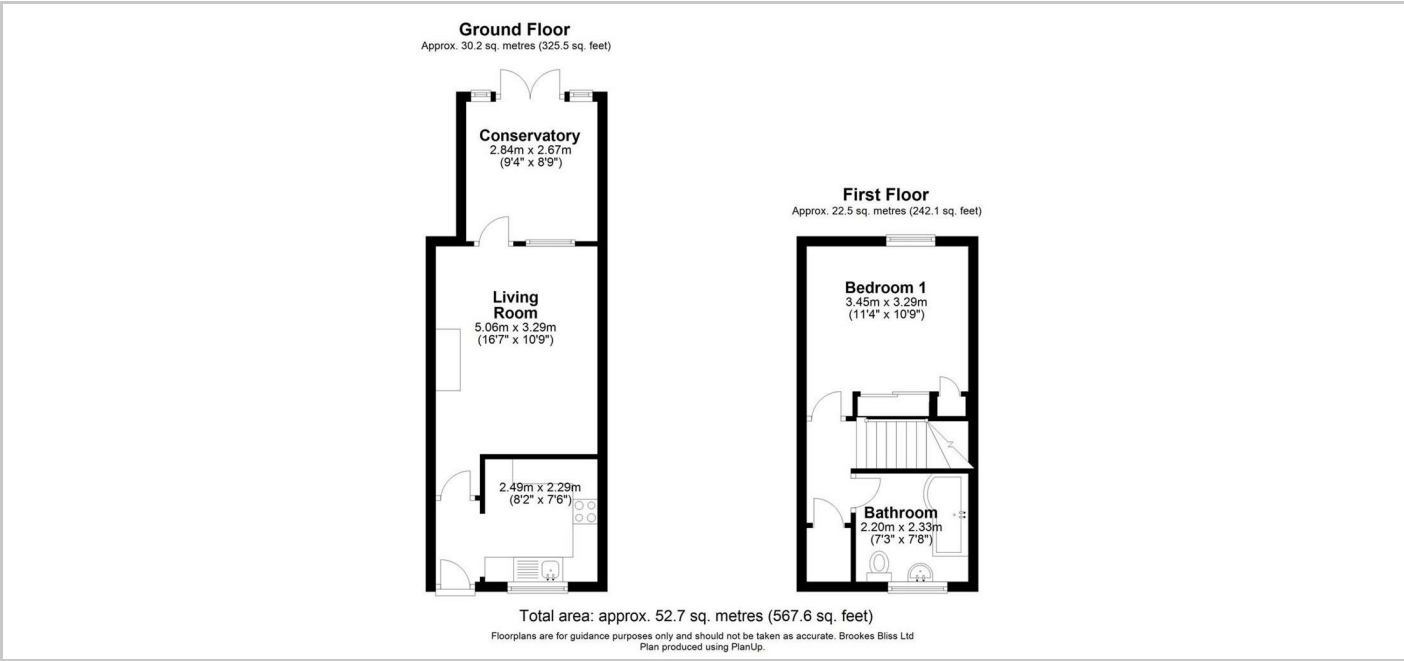 Ground Floor
Approx. 30.2 sq. metres (325.5 sq. feet)
Conservatory
2.84m x 2.67m
(9'4" x 8'9")
Living
Room
5.06m x 3.29m
(16'7" x 10'9")
2.49m x 2.29m
(8'2" x 7'6")
First Floor
Approx. 22.5 sq. metres (242.1 sq. feet)
Bedroom 1
3.45m x 3.29m
(11'4" x 10'9")
Bathroom
2.20m x 2.33m
(7'3" x 7'8")
Total area: approx. 52.7 sq. metres (567.6 sq. feet)
Floorplans are for guidance purposes only and should not be taken as accurate. Brookes Bliss Ltd
Plan produced using PlanUp.